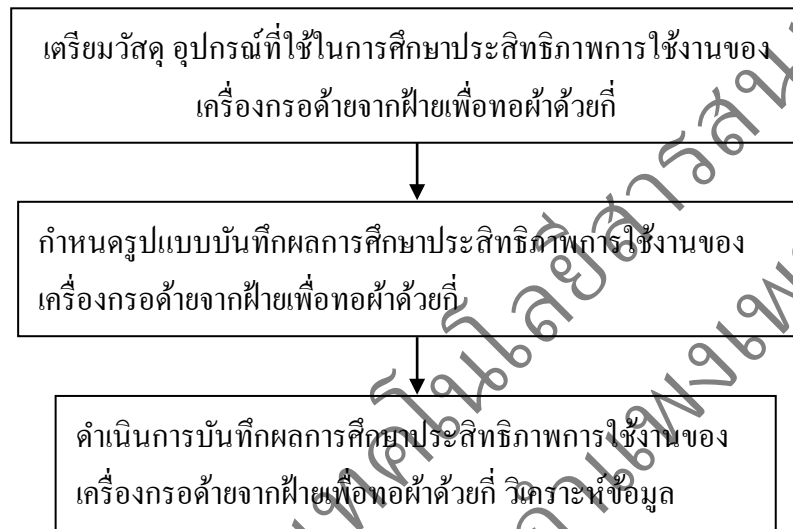 เตรียมวัสดุ อุปกรณ์ที่ใช้ในการศึกษาประสิทธิภาพการใช้งานของ
เครื่องกรอด้ายจากฝ้ายเพื่อทอผ้าด้วยกี่
กำหนดรูปแบบบันทึกผลการศึกษาประสิทธิภาพการใช้งานของ
เครื่องกรอด้ายจากฝ้ายเพื่อทอผ้าด้วยกี่
ดำเนินการบันทึกผลการศึกษาประสิทธิภาพการใช้งานของ
เครื่องกรอด้ายจากฝ้ายเพื่อทอผ้าด้วยกี่ วิเคราะห์ข้อมูล